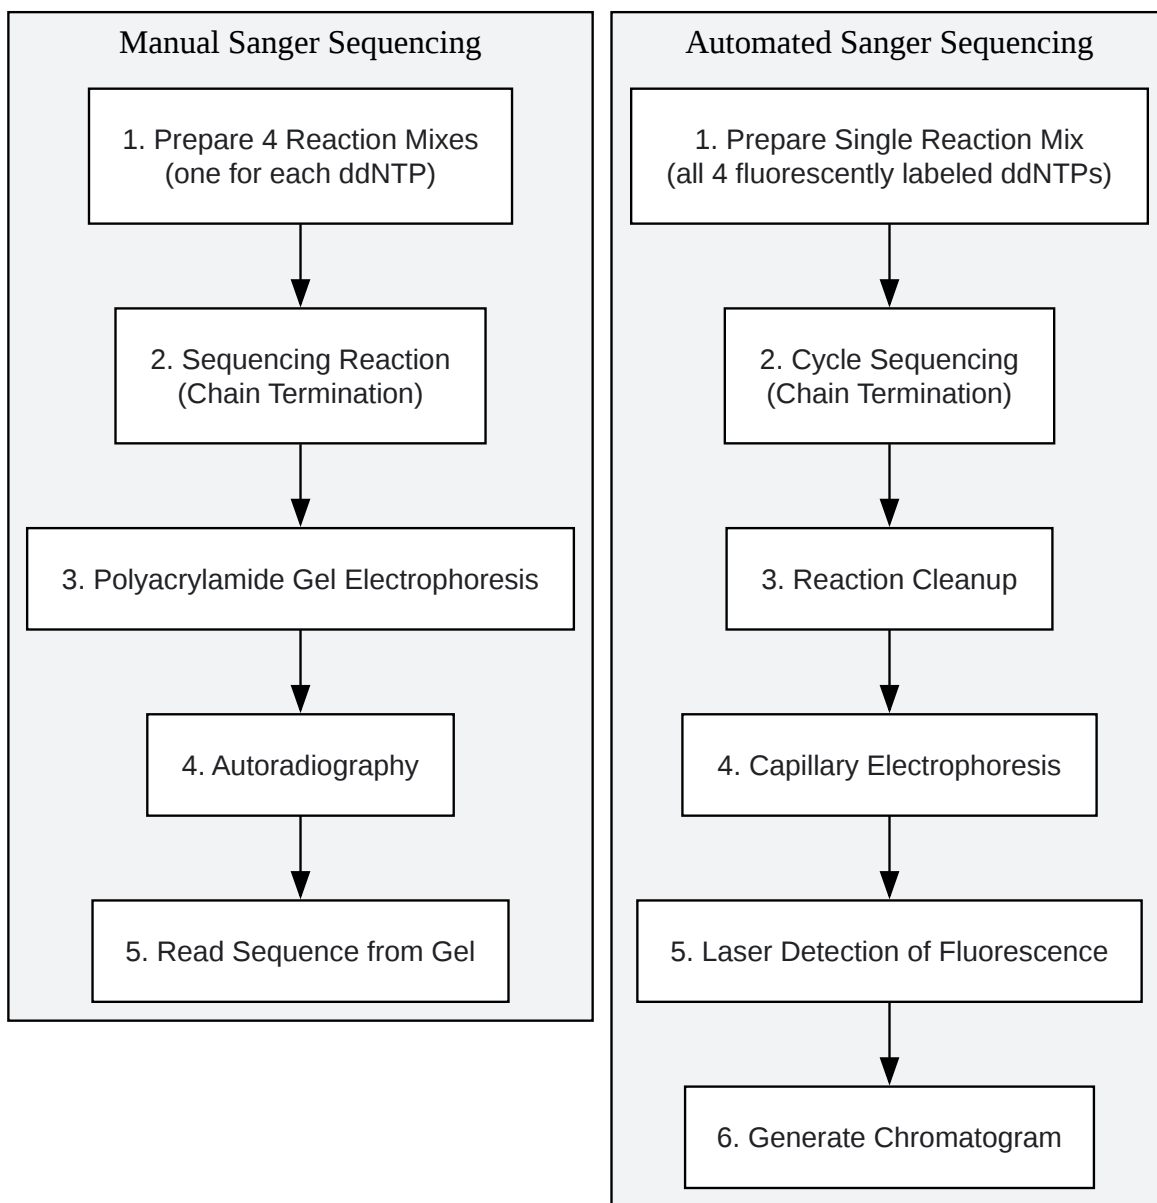 Manual Sanger Sequencing
1. Prepare 4 Reaction Mixes
(one for each ddNTP)
2. Sequencing Reaction
(Chain Termination)
3. Polyacrylamide Gel Electrophoresis
4. Autoradiography
5. Read Sequence from Gel
Automated Sanger Sequencing
1. Prepare Single Reaction Mix
(all 4 fluorescently labeled ddNTPs)
2. Cycle Sequencing
(Chain Termination)
3. Reaction Cleanup
4. Capillary Electrophoresis
5. Laser Detection of Fluorescence
6. Generate Chromatogram